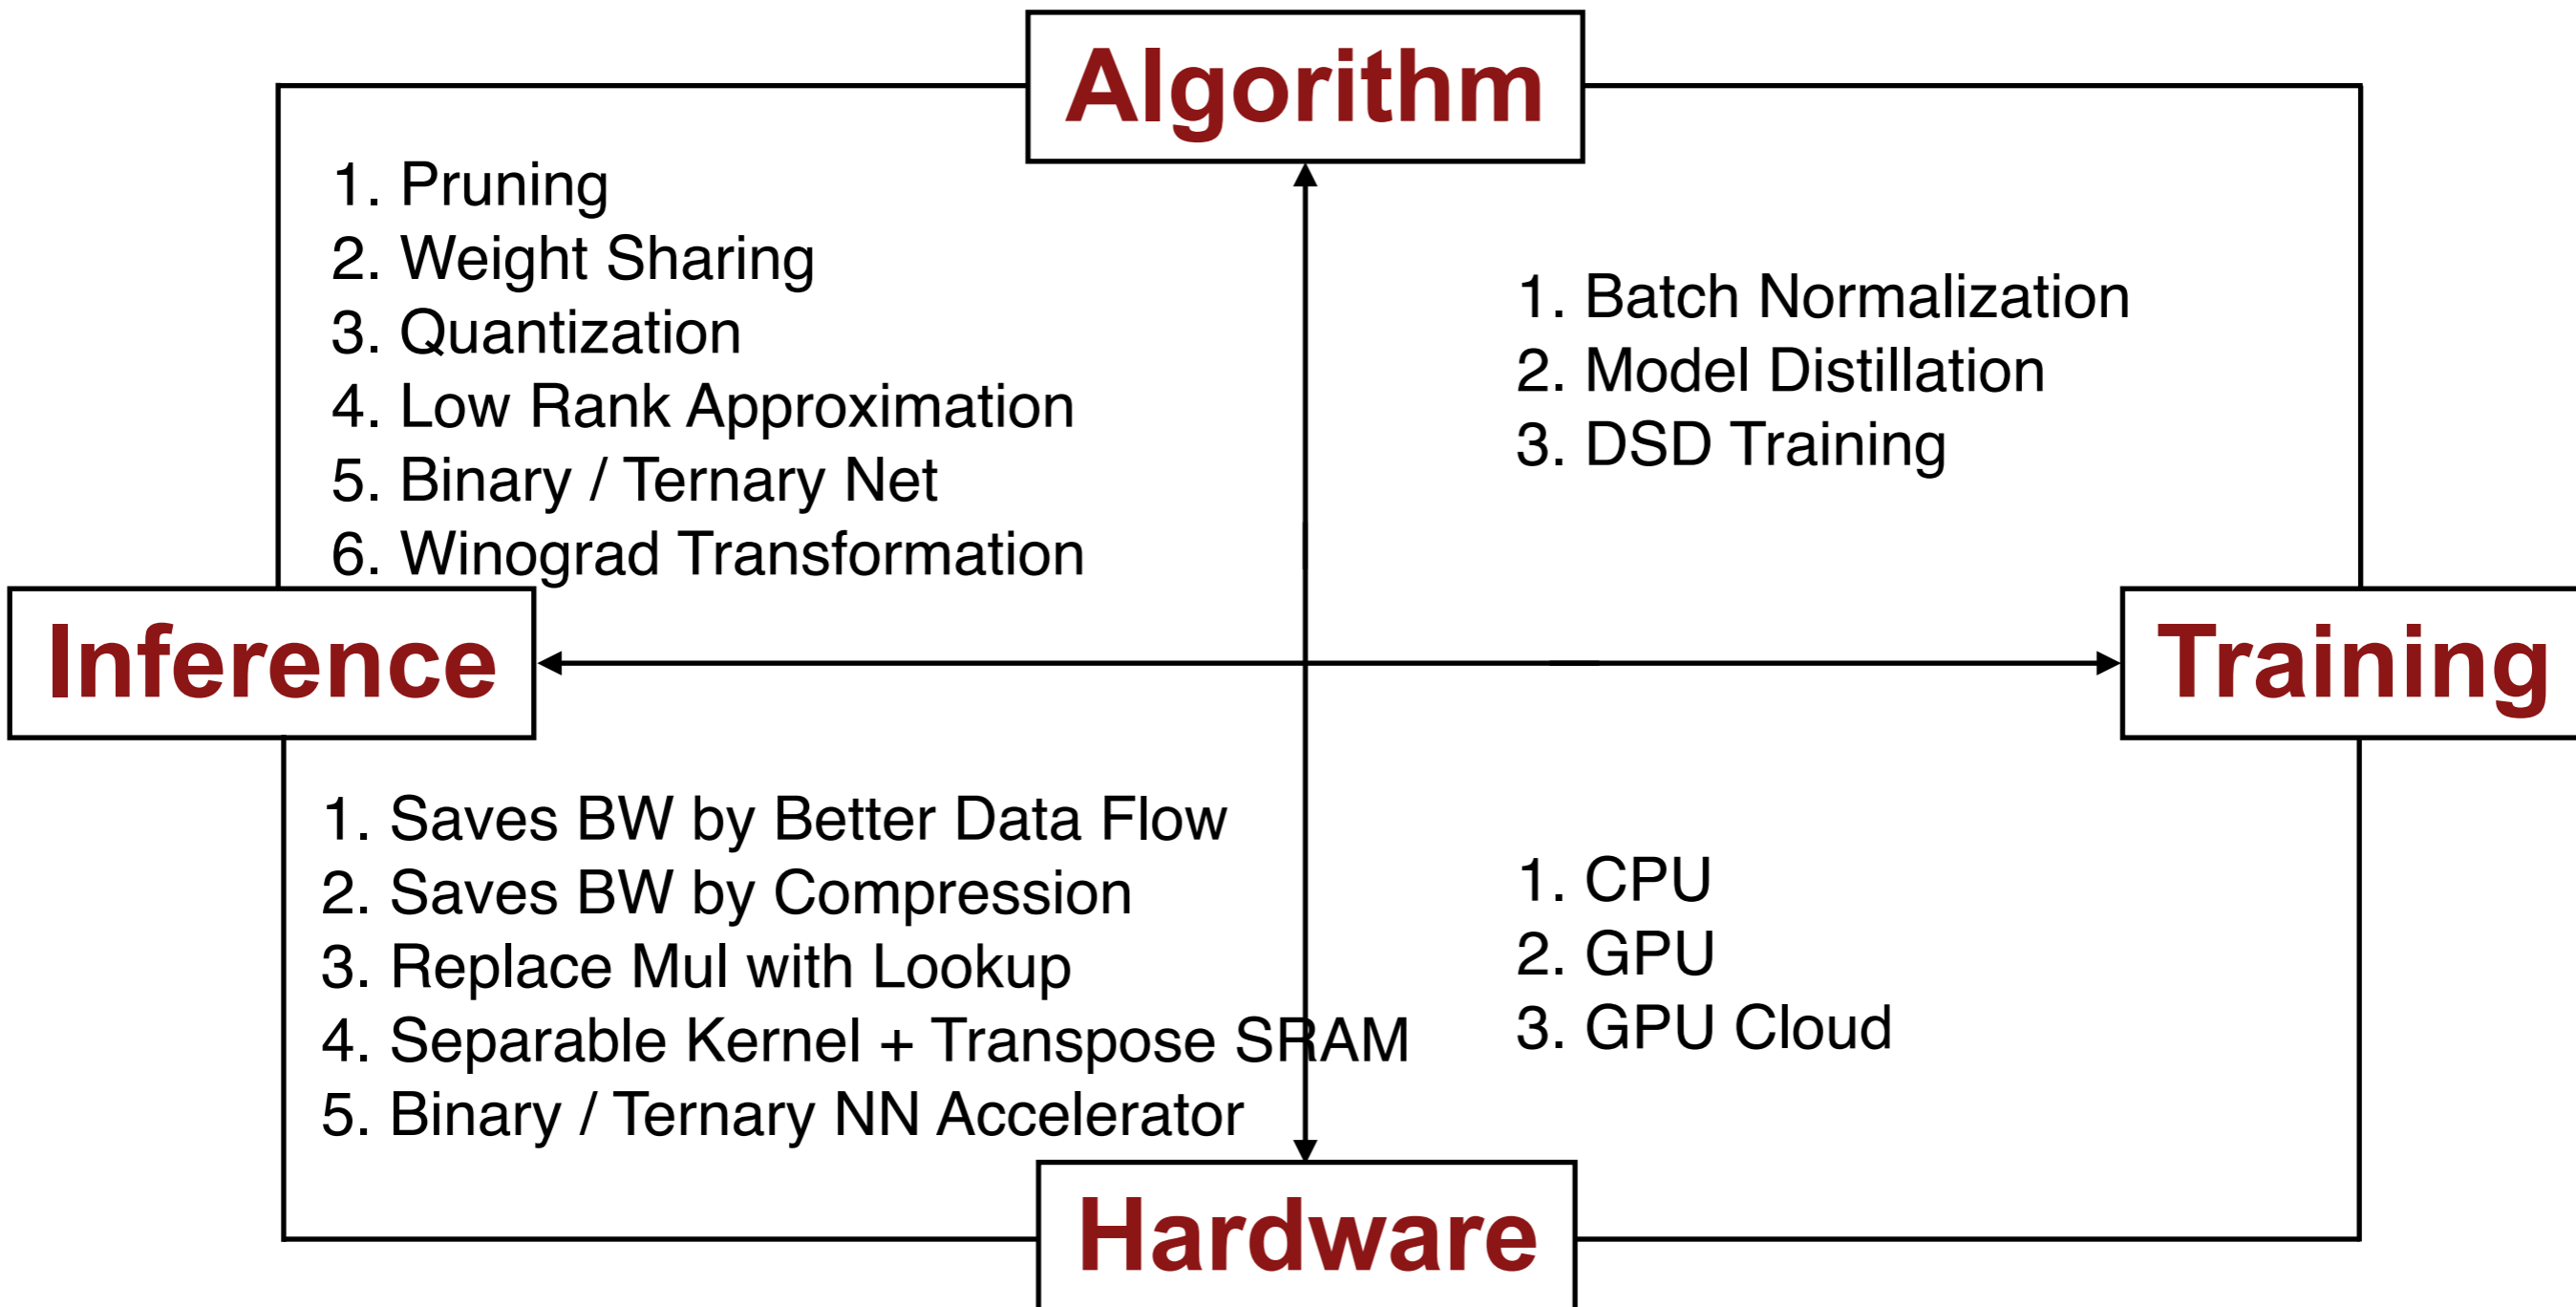 Algorithm
1. Pruning
2. Weight Sharing
3. Quantization
4. Low Rank Approximation
5. Binary / Ternary Net
6. Winograd Transformation
1. Batch Normalization
2. Model Distillation
3. DSD Training
Inference
Training
1. Saves BW by Better Data Flow
2. Saves BW by Compression
3. Replace Mul with Lookup
4. Separable Kernel + Transpose SRAM
5. Binary / Ternary NN Accelerator
1. CPU
2. GPU
3. GPU Cloud
Hardware